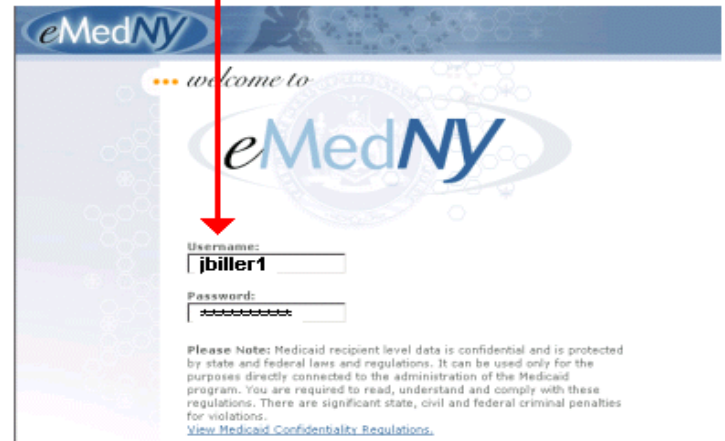 eMedNY
••• welcome to
eMedNY
Username:
jbiller1
Password:
**********
Please Note: Medicaid recipient level data is confidential and is protected
by state and federal laws and regulations. It can be used only for the
purposes directly connected to the administration of the Medicaid
program. You are required to read, understand and comply with these
regulations. There are significant state, civil and federal criminal penalties
for violations.
View Medicaid Confidentiality Regulations.